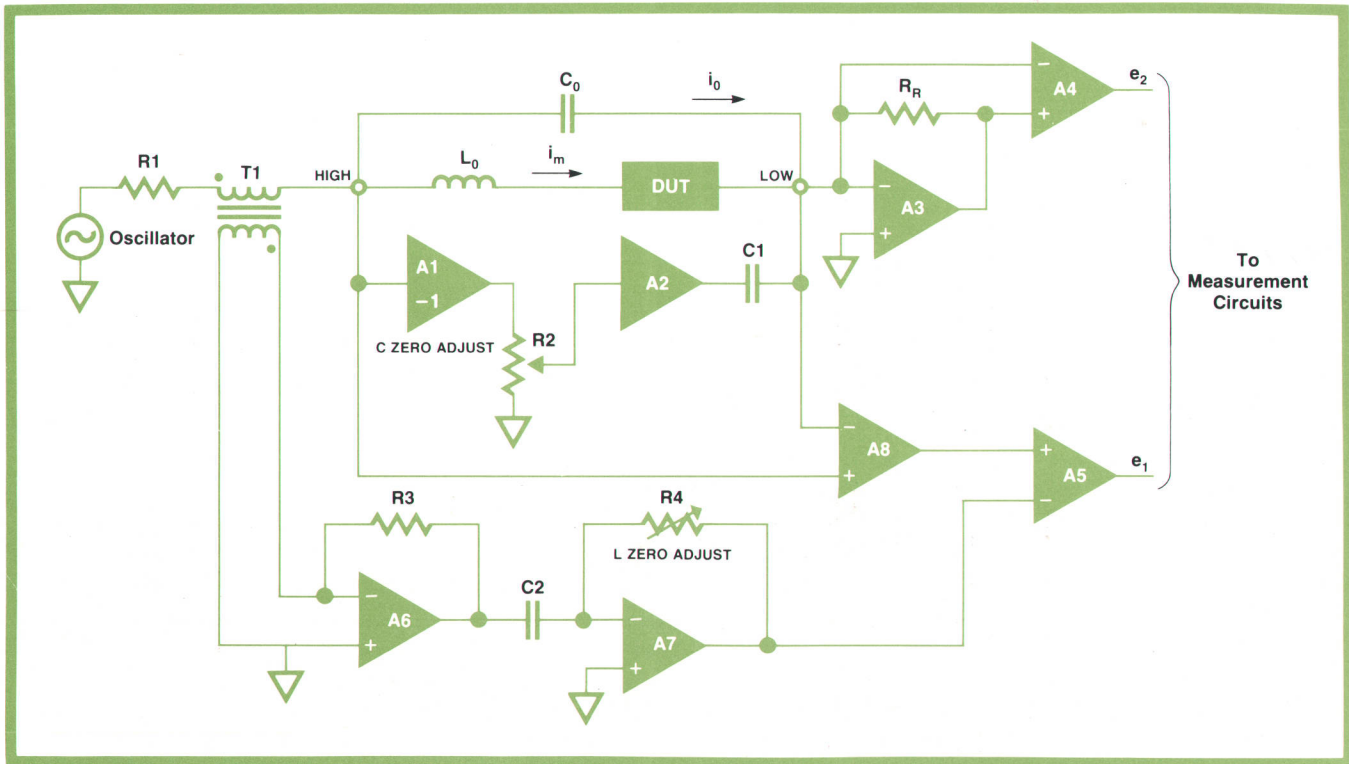 C₀
i₀
R1
T1
HIGH
L₀
iₘ
DUT
LOW
R_R
A4
−
+
e₂
Oscillator
A3
−
+
A1
−1
C ZERO ADJUST
R2
A2
C1
To
Measurement
Circuits
A8
−
+
A5
+
−
e₁
R3
R4
L ZERO ADJUST
A6
−
+
C2
A7
−
+